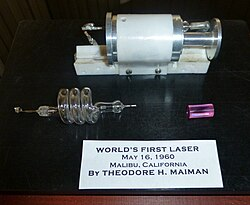 WORLD'S FIRST LASER
MAY 16, 1960
MALIBU, CALIFORNIA
BY THEODORE H. MAIMAN